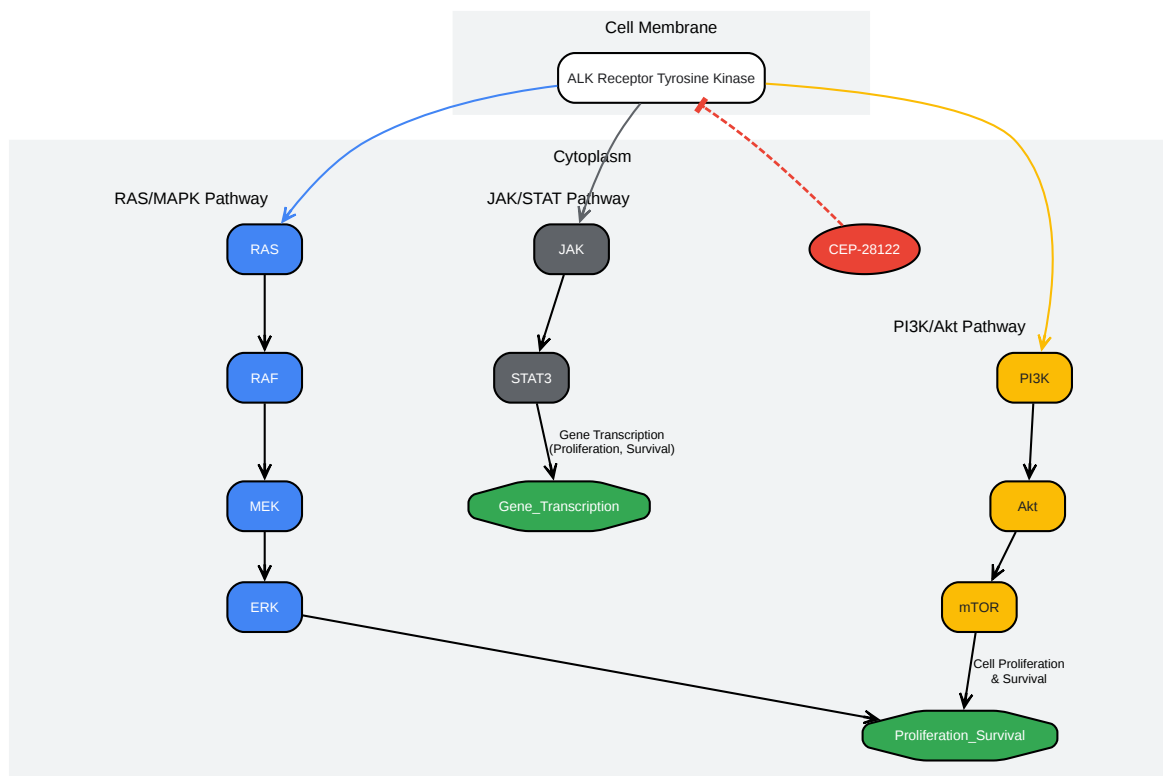 Cell Membrane
ALK Receptor Tyrosine Kinase
Cytoplasm
RAS/MAPK Pathway
JAK/STAT Pathway
RAS
JAK
CEP-28122
PI3K/Akt Pathway
RAF
STAT3
PI3K
Gene Transcription
(Proliferation, Survival)
MEK
Gene_Transcription
Akt
ERK
mTOR
Cell Proliferation
& Survival
Proliferation_Survival